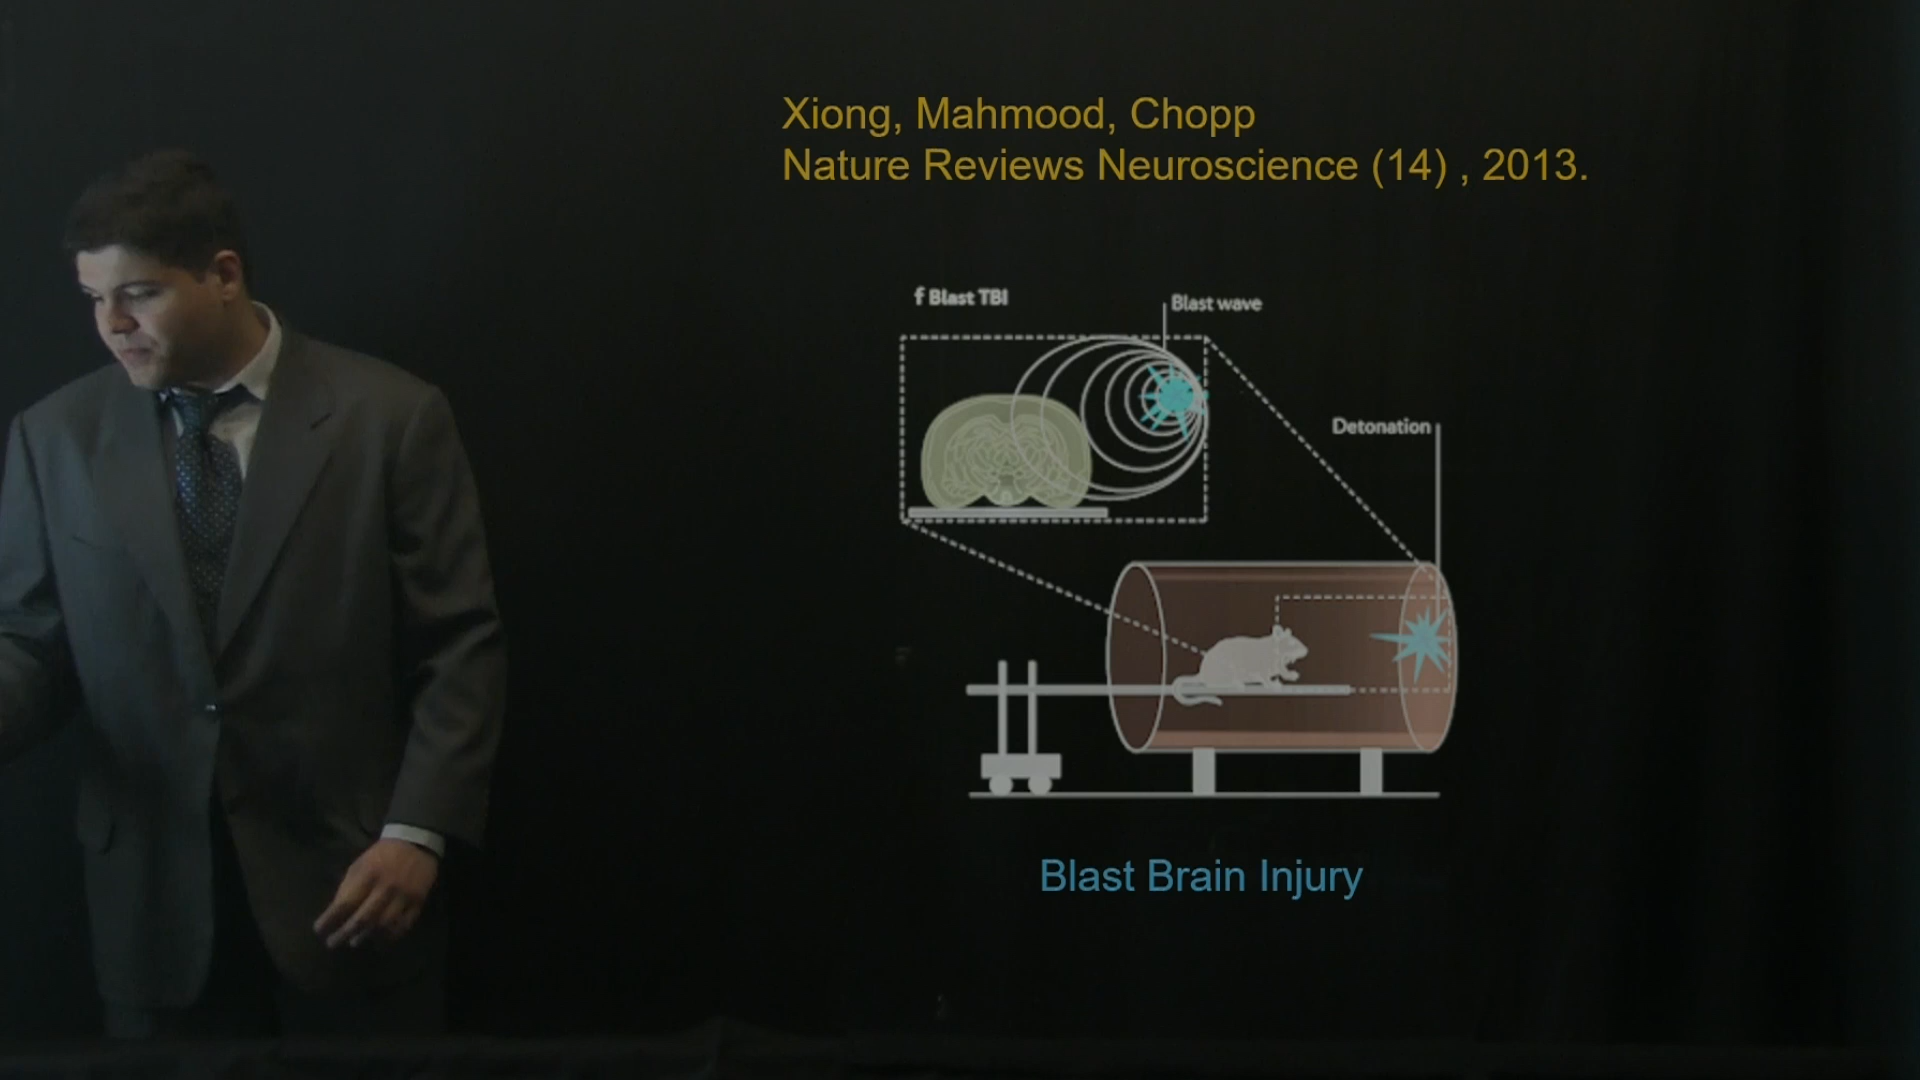 Xiong, Mahmood, Chopp
Nature Reviews Neuroscience (14) , 2013.
f Blast TBI
Blast wave
Detonation
Blast Brain Injury